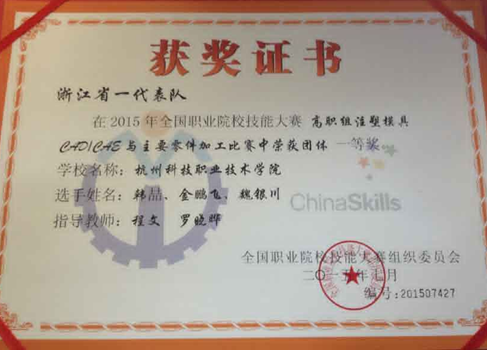 获奖证书
浙江省一代表队
在2015年全国职业院校技能大赛 高职组注塑模具
CAD/CAE与主要零件加工比赛中荣获团体 一等奖
学校名称：杭州科技职业技术学院
选手姓名：韩喆、金鹏飞、魏银川
指导教师：程文 罗晓晔
ChinaSkills
全国职业院校技能大赛组织委员会
二〇一五年七月
编号:201507427